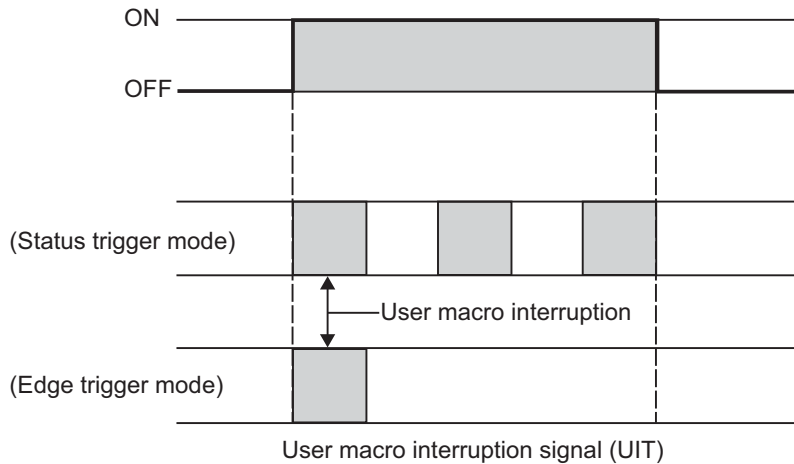 ON
OFF
(Status trigger mode)
User macro interruption
(Edge trigger mode)
User macro interruption signal (UIT)